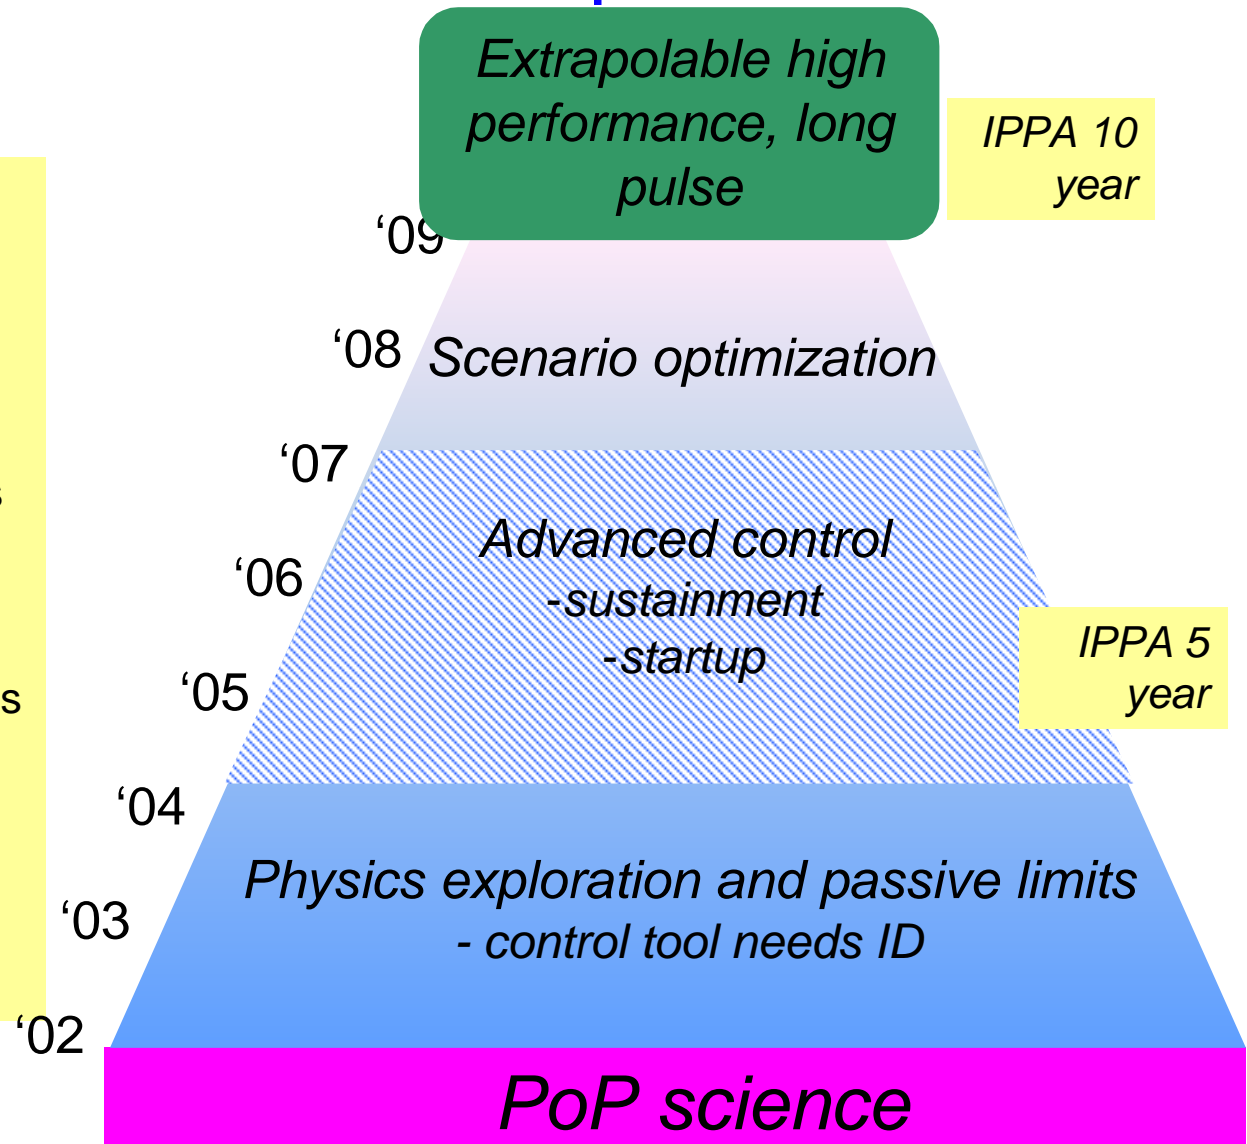 Extrapolable high
performance, long
pulse
IPPA 10
year
‘09
‘08
Scenario optimization
‘07
Advanced control
‘06
-sustainment
-startup
IPPA 5
year
‘05
‘04
Physics exploration and passive limits
‘03
- control tool needs ID
‘02
PoP science